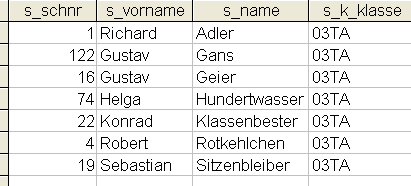 s_schnr s_vorname s_name s_k_klasse
1 Richard Adler 03TA
122 Gustav Gans 03TA
16 Gustav Geier 03TA
74 Helga Hundertwasser 03TA
22 Konrad Klassenbester 03TA
4 Robert Rotkehlchen 03TA
19 Sebastian Sitzenbleiber 03TA